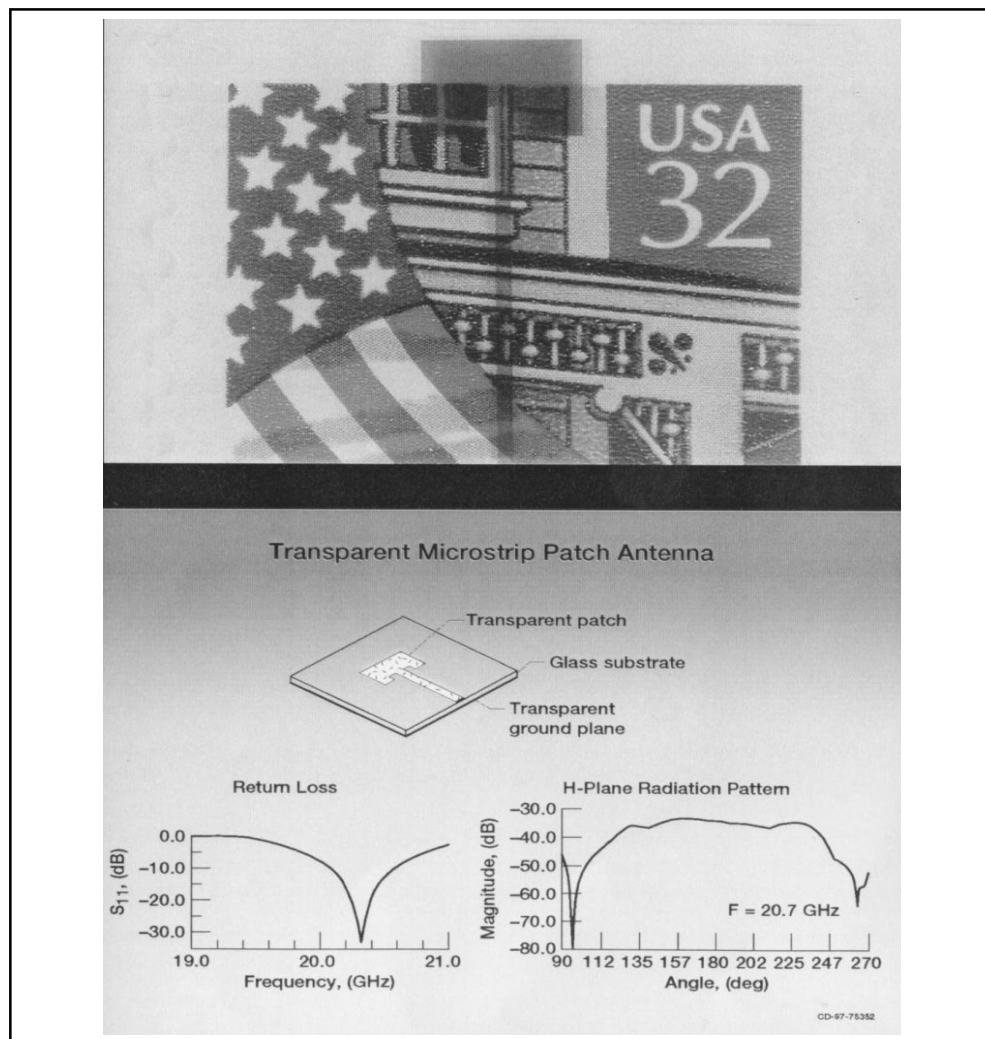 USA
32
Transparent Microstrip Patch Antenna
Transparent patch
Glass substrate
Transparent
ground plane
Return Loss
0.0
−10.0
−20.0
−30.0
S11, (dB)
19.0 20.0 21.0
Frequency, (GHz)
H-Plane Radiation Pattern
−30.0
−40.0
−50.0
−60.0
−70.0
−80.0
Magnitude, (dB)
F = 20.7 GHz
90 112 135 157 180 202 225 247 270
Angle, (deg)
CD-97-75352